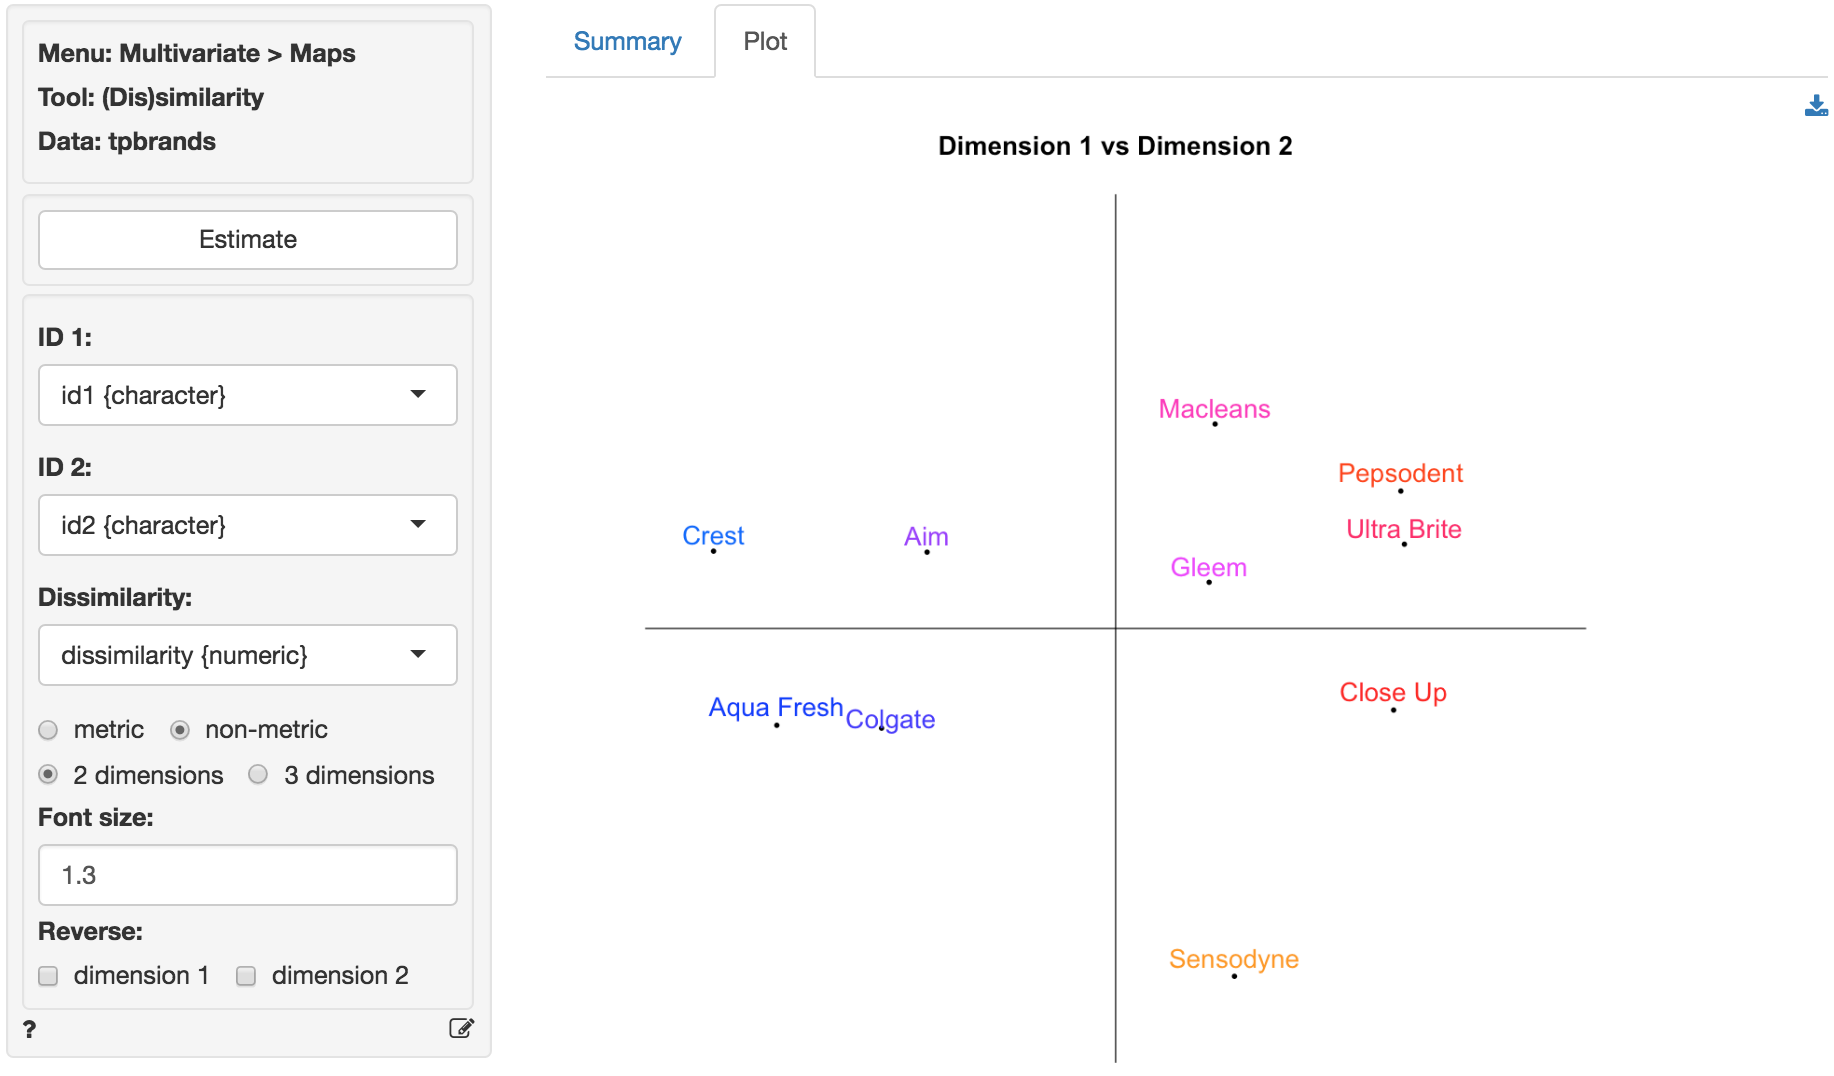 Menu: Multivariate > Maps
Tool: (Dis)similarity
Data: tpbrands
Estimate
ID 1:
id1 {character}
ID 2:
id2 {character}
Dissimilarity:
dissimilarity {numeric}
metric non-metric
2 dimensions 3 dimensions
Font size:
1.3
Reverse:
dimension 1 dimension 2
?
Summary Plot
Dimension 1 vs Dimension 2
Macleans
Pepsodent
Ultra Brite
Crest Aim
Gleem
Close Up
Aqua Fresh Colgate
Sensodyne